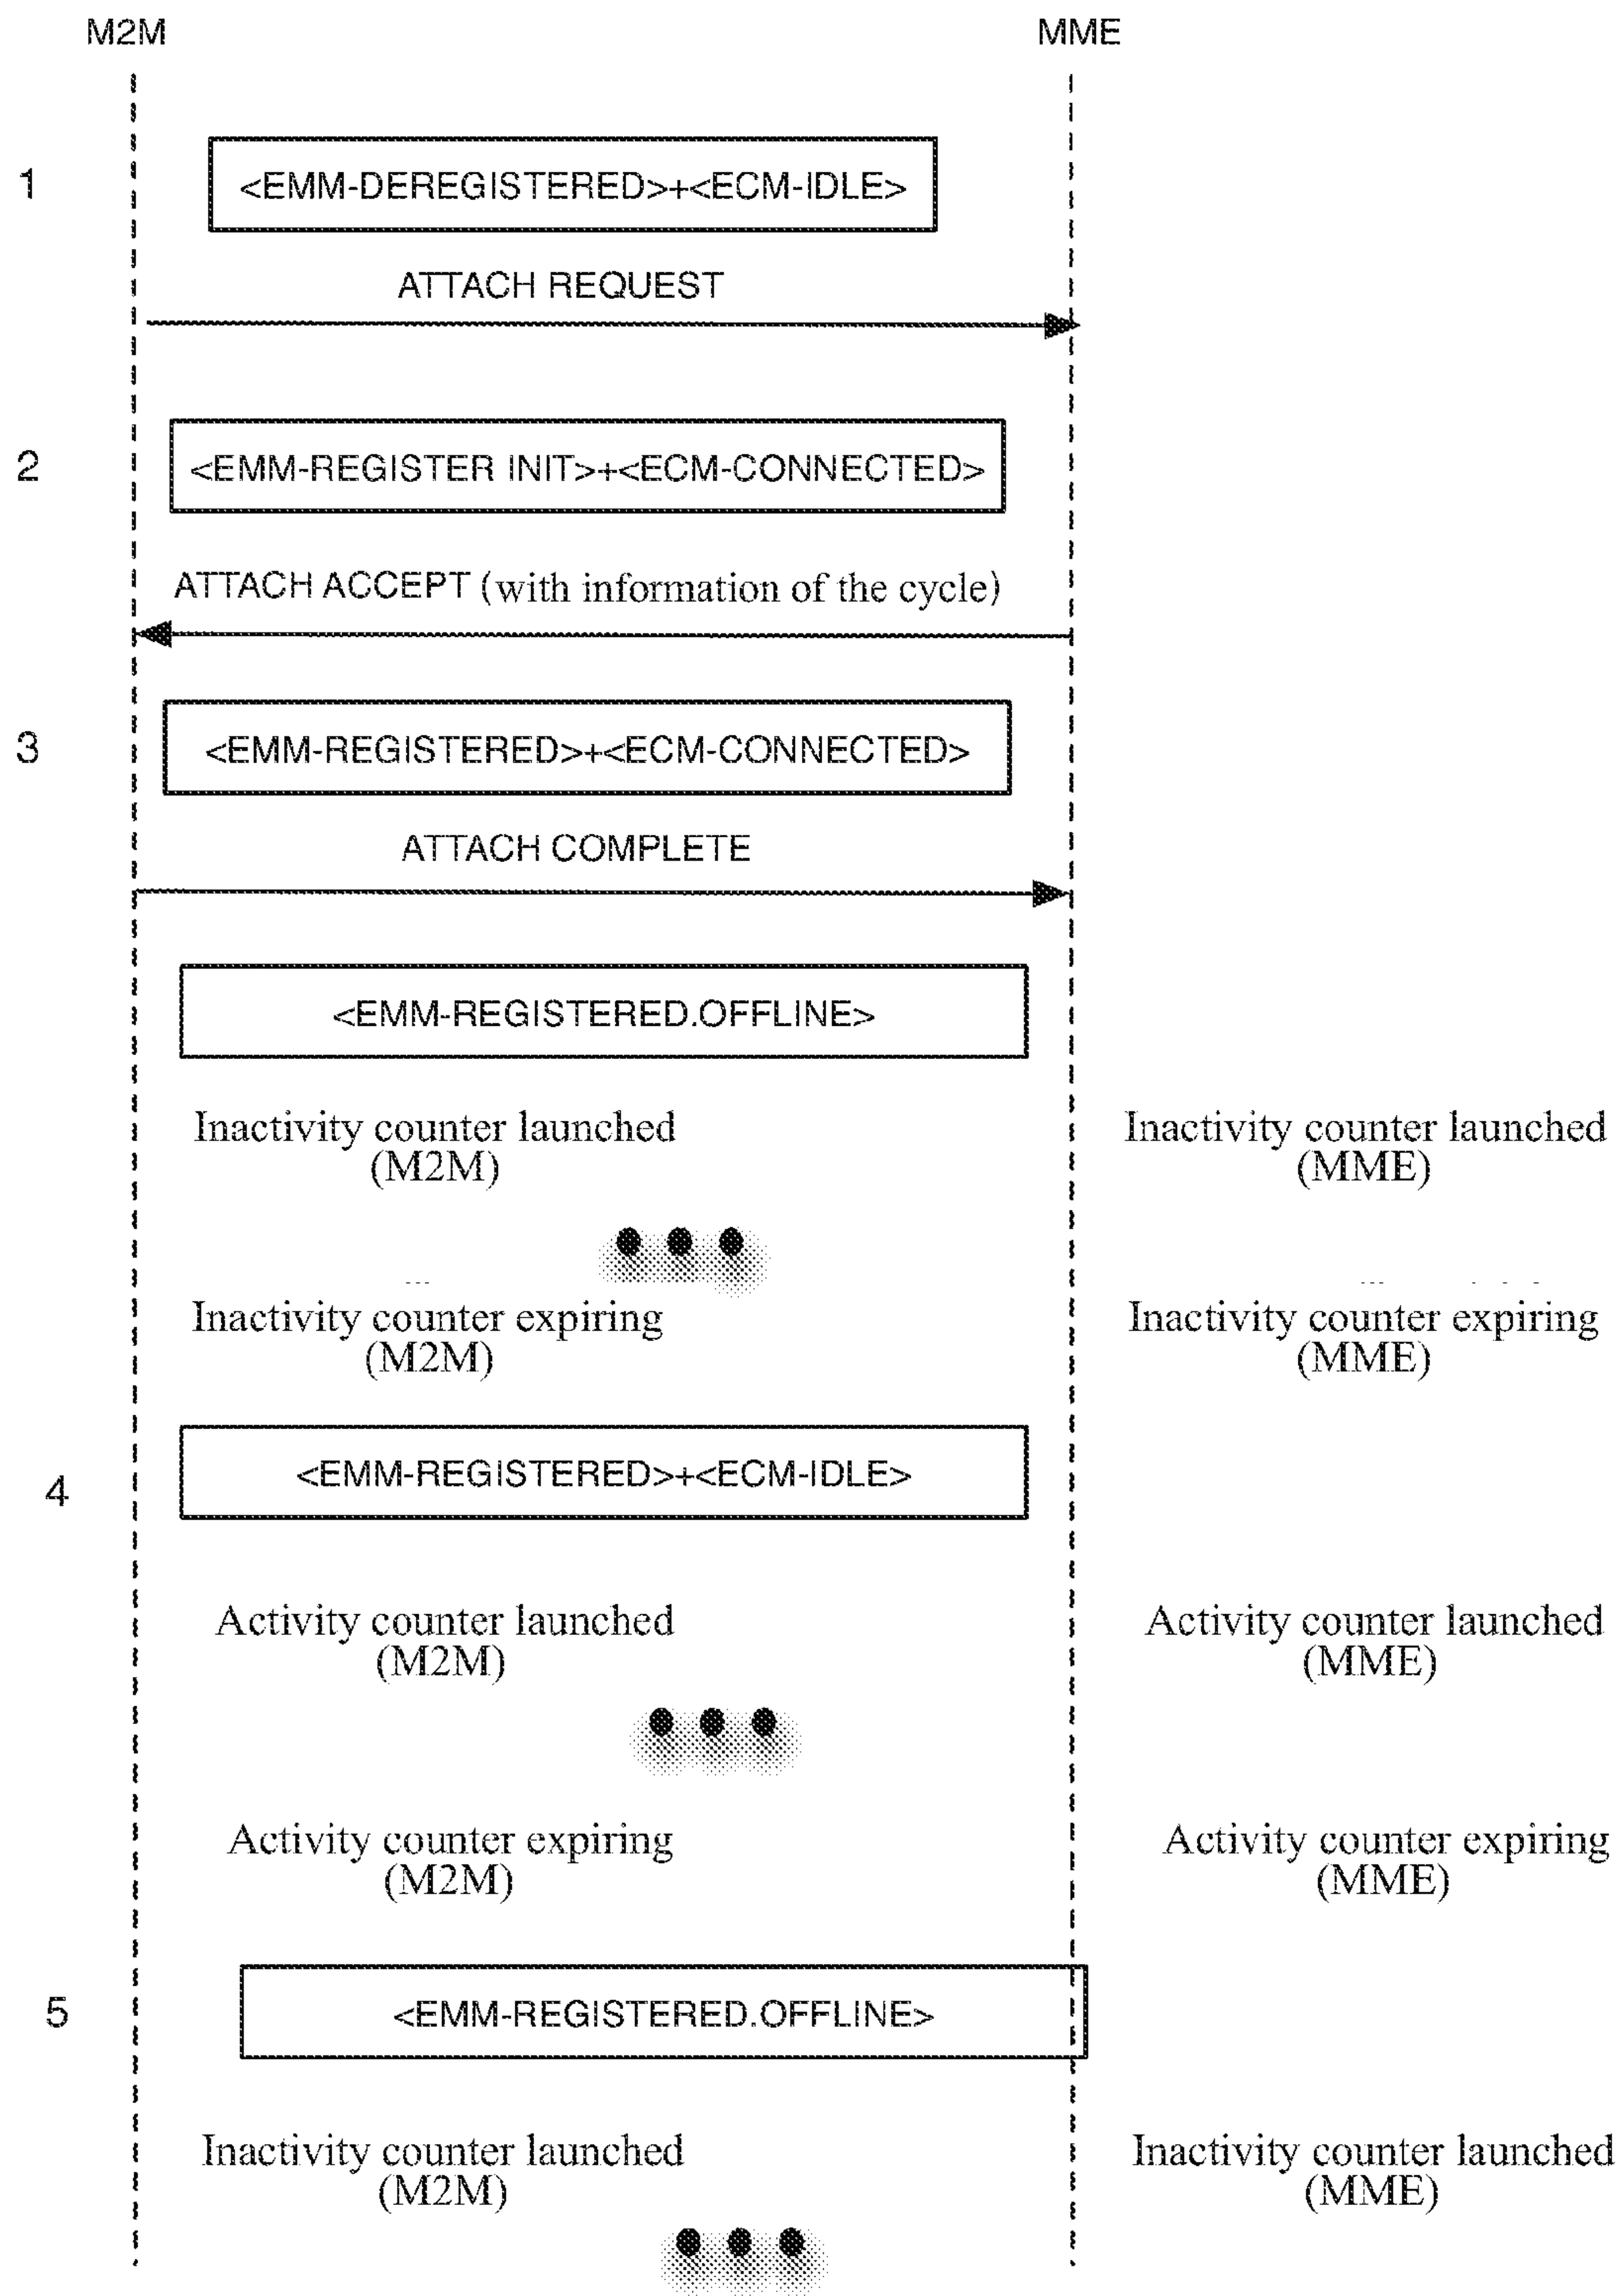 M2M MME
1 <EMM-DEREGISTERED>+<ECM-IDLE>
ATTACH REQUEST
2 <EMM-REGISTER INIT>+<ECM-CONNECTED>
ATTACH ACCEPT (with information of the cycle)
3 <EMM-REGISTERED>+<ECM-CONNECTED>
ATTACH COMPLETE
<EMM-REGISTERED.OFFLINE>
Inactivity counter launched Inactivity counter launched
(M2M) (MME)
Inactivity counter expiring Inactivity counter expiring
(M2M) (MME)
4 <EMM-REGISTERED>+<ECM-IDLE>
Activity counter launched Activity counter launched
(M2M) (MME)
Activity counter expiring Activity counter expiring
(M2M) (MME)
5 <EMM-REGISTERED.OFFLINE>
Inactivity counter launched Inactivity counter launched
(M2M) (MME)